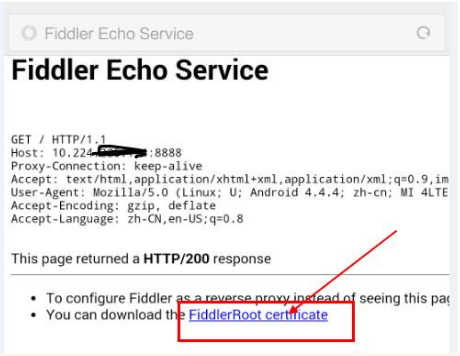 Fiddler Echo Service
Fiddler Echo Service
GET / HTTP/1.1
Host: 10.224. :8888
Proxy-Connection: keep-alive
Accept: text/html,application/xhtml+xml,application/xml;q=0.9,im
User-Agent: Mozilla/5.0 (Linux; U; Android 4.4.4; zh-cn; MI 4LTE
Accept-Encoding: gzip, deflate
Accept-Language: zh-CN,en-US;q=0.8
This page returned a HTTP/200 response
• To configure Fiddler as a reverse proxy instead of seeing this pag
• You can download the FiddlerRoot certificate